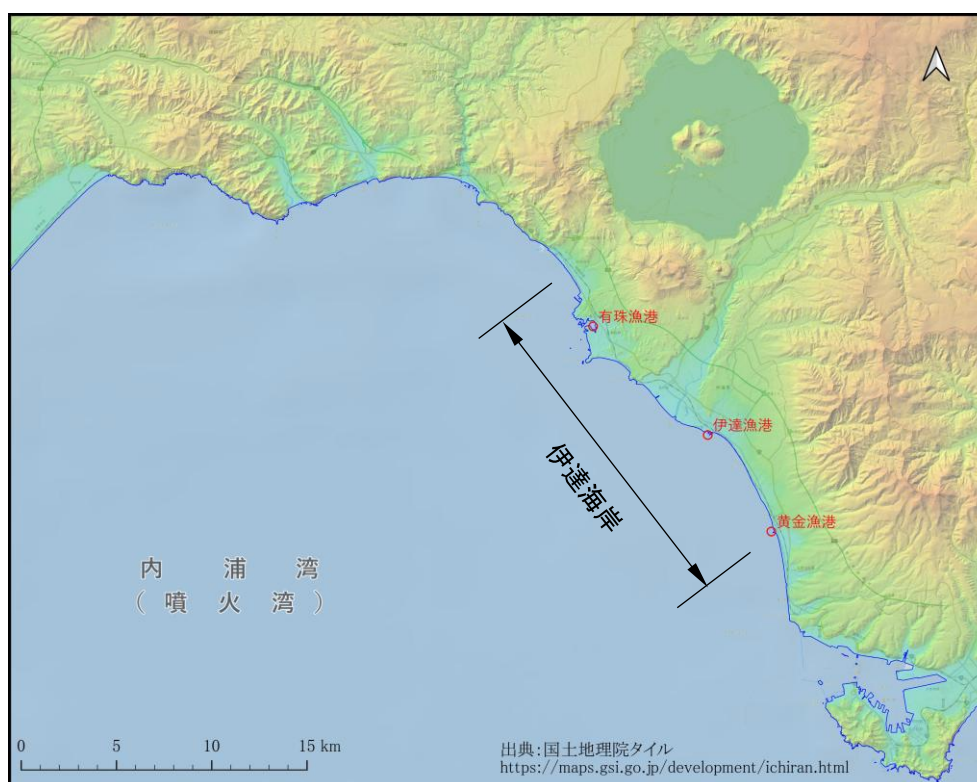 有珠漁港
伊達漁港
伊達海岸
黄金漁港
内浦湾
(噴火湾)
0 5 10 15 km
出典:国土地理院タイル
https://maps.gsi.go.jp/development/ichiran.html